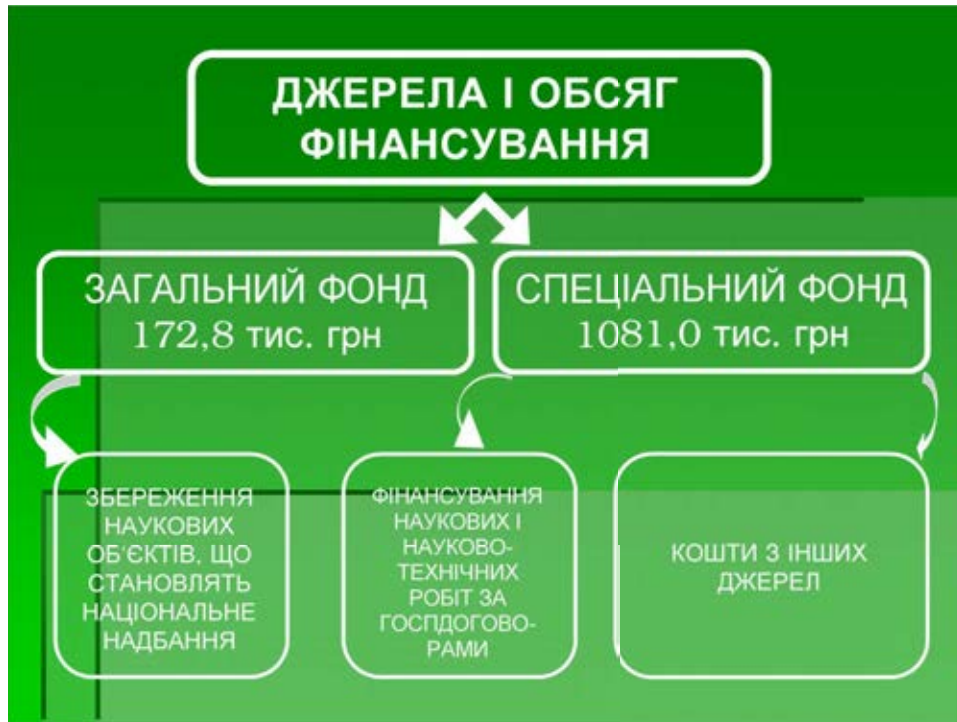 ДЖЕРЕЛА І ОБСЯГ
ФІНАНСУВАННЯ
ЗАГАЛЬНИЙ ФОНД
172,8 тис. грн
СПЕЦІАЛЬНИЙ ФОНД
1081,0 тис. грн
ЗБЕРЕЖЕННЯ
НАУКОВИХ
ОБ'ЄКТІВ, ЩО
СТАНОВЛЯТЬ
НАЦІОНАЛЬНЕ
НАДБАННЯ
ФІНАНСУВАННЯ
НАУКОВИХ І
НАУКОВО-
ТЕХНІЧНИХ
РОБІТ ЗА
ГОСПДОГОВО-
РАМИ
КОШТИ З ІНШИХ
ДЖЕРЕЛ